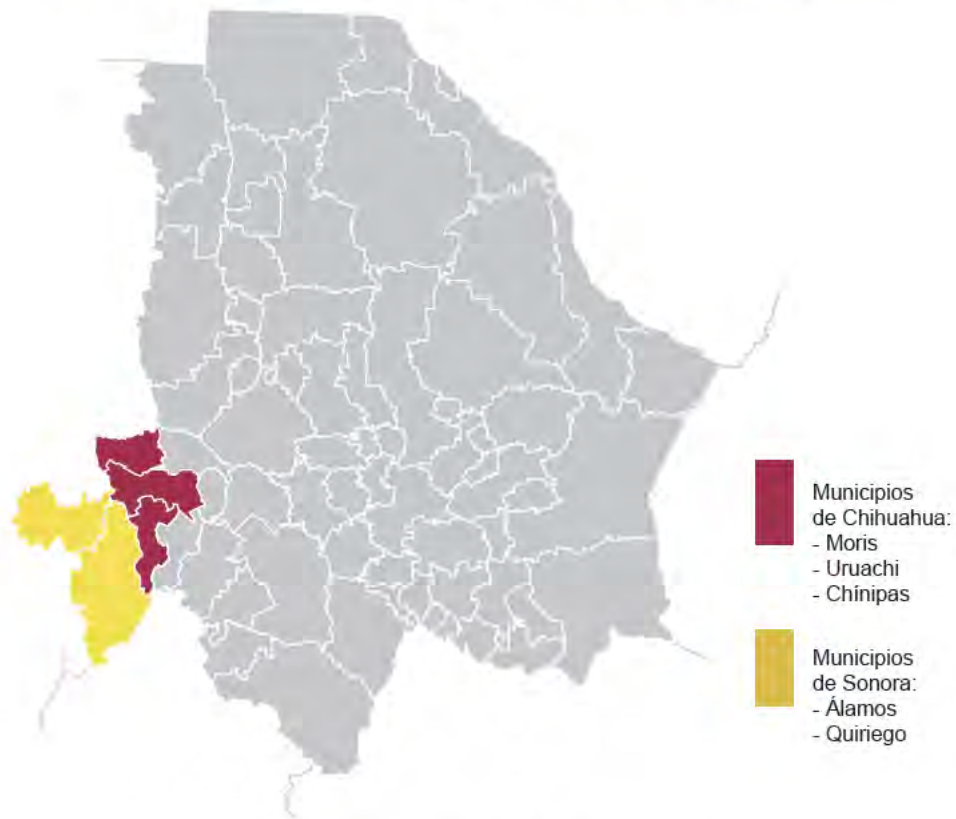 Municipios
de Chihuahua:
- Moris
- Uruachi
- Chínipas
Municipios
de Sonora:
- Álamos
- Quiriego